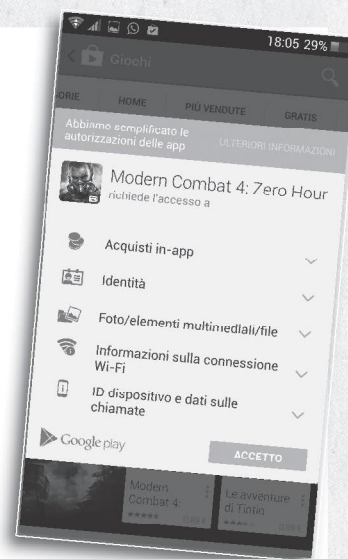 18:05 29%
Giochi
ORIE HOME PIÙ VENDUTE GRATIS
Abbiamo semplificato le
autorizzazioni delle app
ULTERIORI INFORMAZIONI
Modern Combat 4: Zero Hour
richiede l'accesso a
Acquisti in-app
Identità
Foto/elementi multimediali/file
Informazioni sulla connessione
Wi-Fi
ID dispositivo e dati sulle
chiamate
Google play
ACCETTO
Modern
Combat 4:
Le avventure
di Tintin